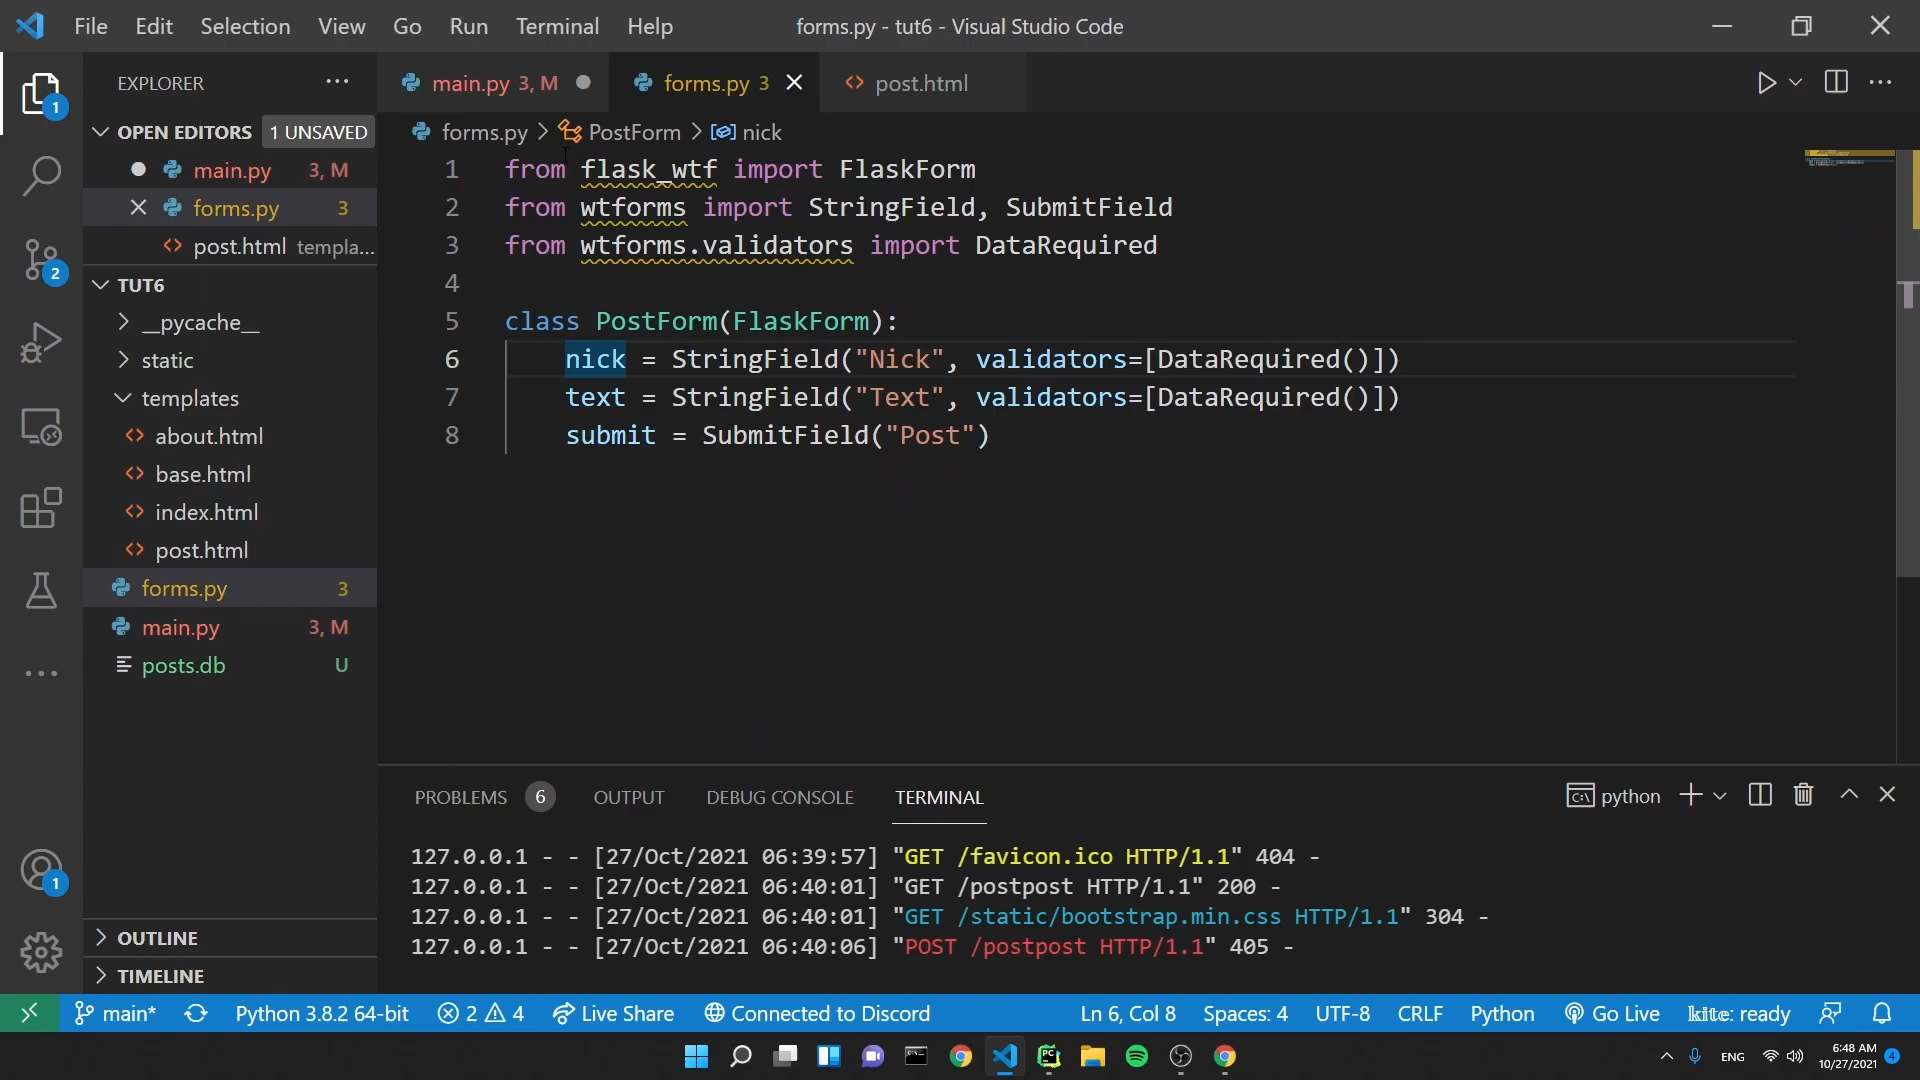 File Edit Selection View Go Run Terminal Help
forms.py - tut6 - Visual Studio Code
EXPLORER
OPEN EDITORS 1 UNSAVED
main.py 3, M
forms.py 3
post.html templa...
TUT6
__pycache__
static
templates
about.html
base.html
index.html
post.html
forms.py 3
main.py 3, M
posts.db U
OUTLINE
TIMELINE
1
2
1
main.py 3, M
forms.py 3
post.html
forms.py > PostForm > nick
1 from flask_wtf import FlaskForm
2 from wtforms import StringField, SubmitField
3 from wtforms.validators import DataRequired
4
5 class PostForm(FlaskForm):
6 nick = StringField("Nick", validators=[DataRequired()])
7 text = StringField("Text", validators=[DataRequired()])
8 submit = SubmitField("Post")
PROBLEMS 6 OUTPUT DEBUG CONSOLE TERMINAL
python
127.0.0.1 - - [27/Oct/2021 06:39:57] "GET /favicon.ico HTTP/1.1" 404 -
127.0.0.1 - - [27/Oct/2021 06:40:01] "GET /postpost HTTP/1.1" 200 -
127.0.0.1 - - [27/Oct/2021 06:40:01] "GET /static/bootstrap.min.css HTTP/1.1" 304 -
127.0.0.1 - - [27/Oct/2021 06:40:06] "POST /postpost HTTP/1.1" 405 -
main* Python 3.8.2 64-bit 2 4 Live Share Connected to Discord Ln 6, Col 8 Spaces: 4 UTF-8 CRLF Python Go Live kite: ready
ENG
6:48 AM
10/27/2021
4